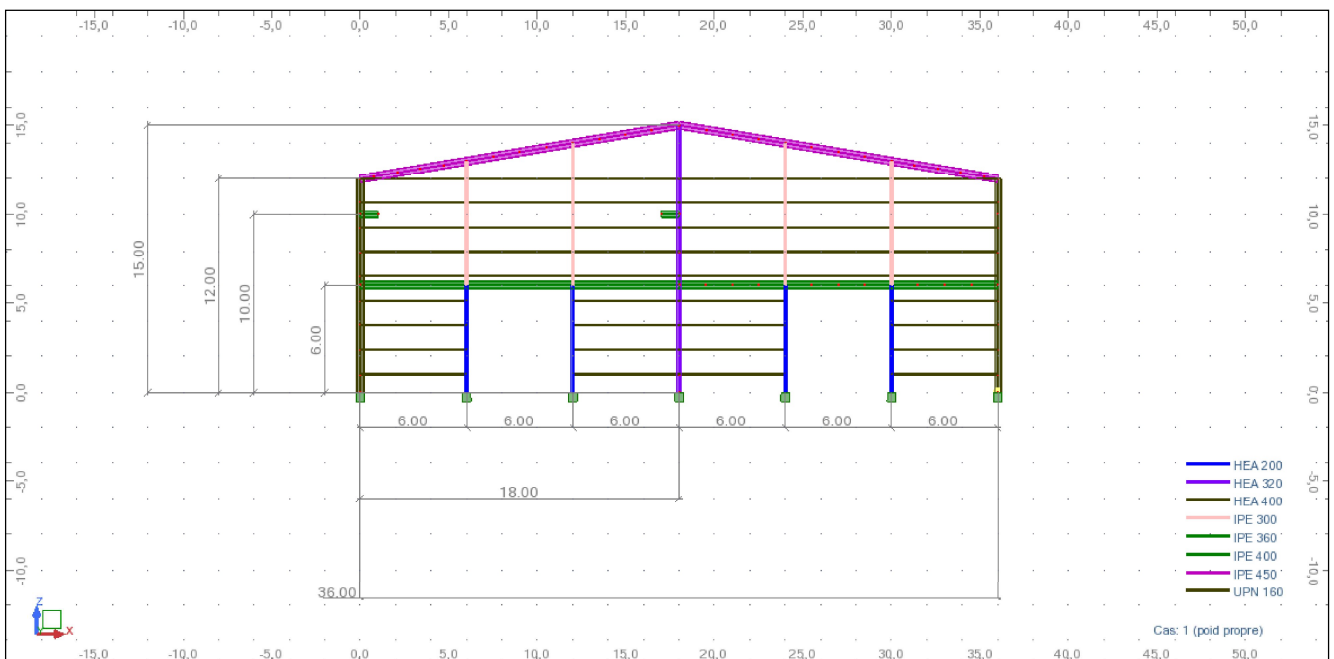 -15,0 -10,0 -5,0 0,0 5,0 10,0 15,0 20,0 25,0 30,0 35,0 40,0 45,0 50,0
15,0 15,0
10,0 10,0
5,0 5,0
0,0 0,0
-5,0 -5,0
-10,0 -10,0
15.00
12.00
10.00
6.00
6.00 6.00 6.00 6.00 6.00 6.00
18.00
36.00
HEA 200
HEA 320
HEA 400
IPE 300
IPE 360
IPE 400
IPE 450
UPN 160
Z
X
Cas: 1 (poid propre)
-15,0 -10,0 -5,0 0,0 5,0 10,0 15,0 20,0 25,0 30,0 35,0 40,0 45,0 50,0